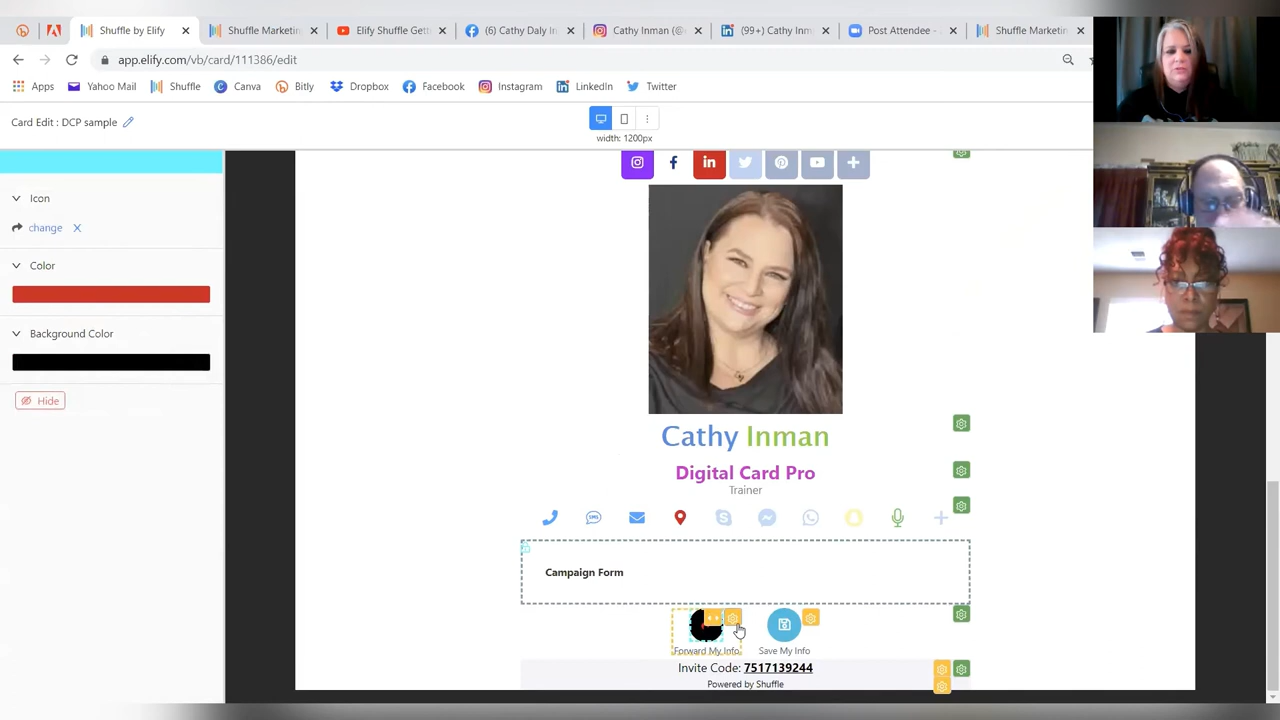 Shuffle by Elify
Shuffle Marketin
Elify Shuffle Gett
(6) Cathy Daly In
Cathy Inman (@
(99+) Cathy Inm
Post Attendee -
Shuffle Marketin
app.elify.com/vb/card/111386/edit
Apps
Yahoo Mail
Shuffle
Canva
Bitly
Dropbox
Facebook
Instagram
LinkedIn
Twitter
Card Edit : DCP sample
width: 1200px
Icon
change
Color
Background Color
Hide
Cathy Inman
Digital Card Pro
Trainer
SMS
Campaign Form
Forward My Info
Save My Info
Invite Code: 7517139244
Powered by Shuffle